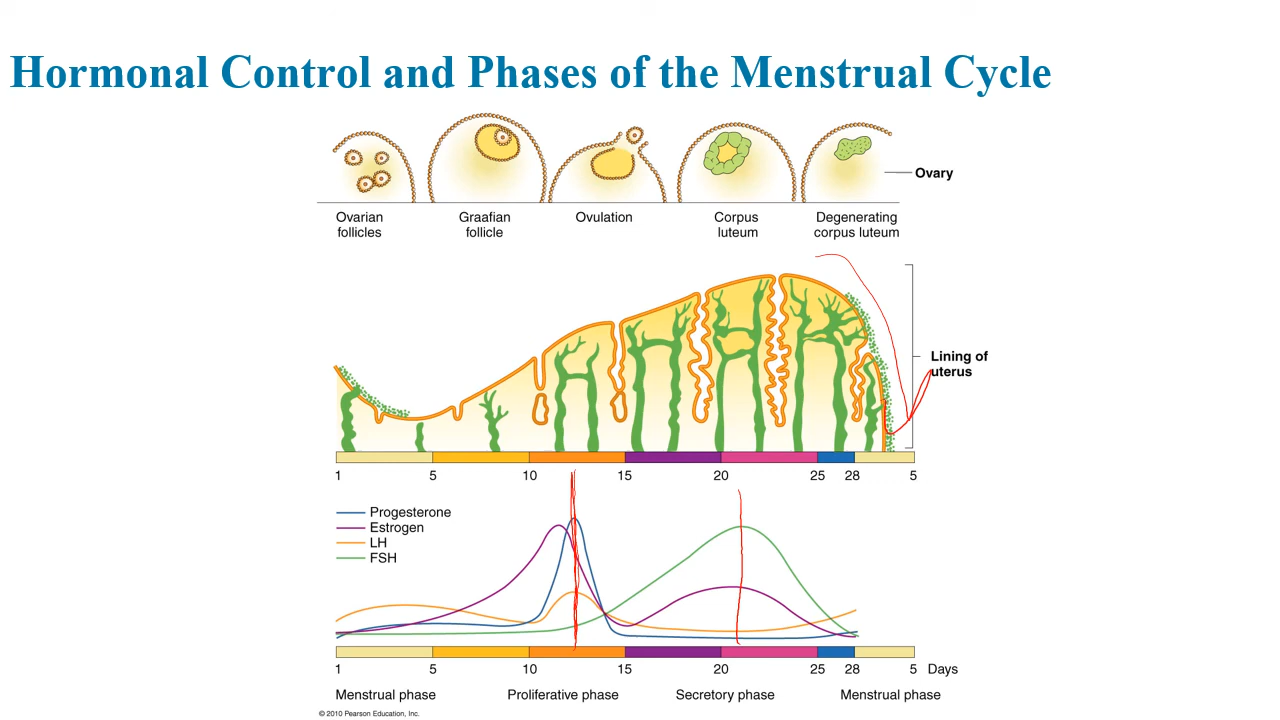 Hormonal Control and Phases of the Menstrual Cycle
Ovary
Ovarian
follicles
Graafian
follicle
Ovulation
Corpus
luteum
Degenerating
corpus luteum
Lining of
uterus
1 5 10 15 20 25 28 5
Progesterone
Estrogen
LH
FSH
1 5 10 15 20 25 28 5 Days
Menstrual phase Proliferative phase Secretory phase Menstrual phase
© 2010 Pearson Education, Inc.